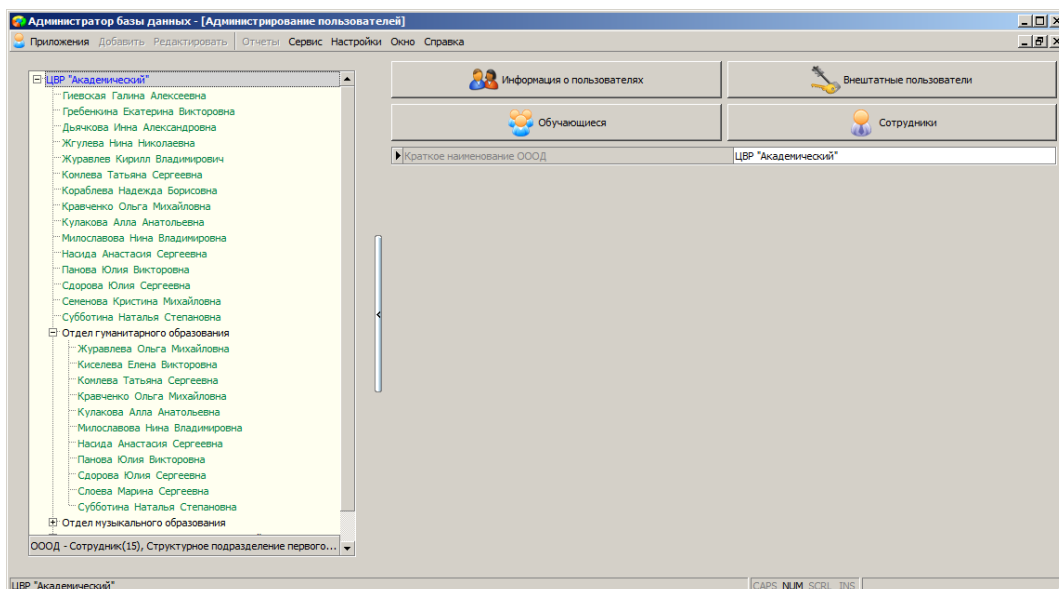 Администратор базы данных - [Администрирование пользователей]
Приложения Добавить Редактировать Отчеты Сервис Настройки Окно Справка
ЦВР "Академический"
Гиевская Галина Алексеевна
Гребенкина Екатерина Викторовна
Дьячкова Инна Александровна
Жгулева Нина Николаевна
Журавлев Кирилл Владимирович
Комлева Татьяна Сергеевна
Кораблева Надежда Борисовна
Кравченко Ольга Михайловна
Кулакова Алла Анатольевна
Милославова Нина Владимировна
Насида Анастасия Сергеевна
Панова Юлия Викторовна
Сдорова Юлия Сергеевна
Семенова Кристина Михайловна
Субботина Наталья Степановна
Отдел гуманитарного образования
Журавлева Ольга Михайловна
Киселева Елена Викторовна
Комлева Татьяна Сергеевна
Кравченко Ольга Михайловна
Кулакова Алла Анатольевна
Милославова Нина Владимировна
Насида Анастасия Сергеевна
Панова Юлия Викторовна
Сдорова Юлия Сергеевна
Слоева Марина Сергеевна
Субботина Наталья Степановна
Отдел музыкального образования
ОООД - Сотрудник(15), Структурное подразделение первого...
Информация о пользователях
Внештатные пользователи
Обучающиеся
Сотрудники
Краткое наименование ОООД
ЦВР "Академический"
ЦВР "Академический"
CAPS NUM SCRL INS